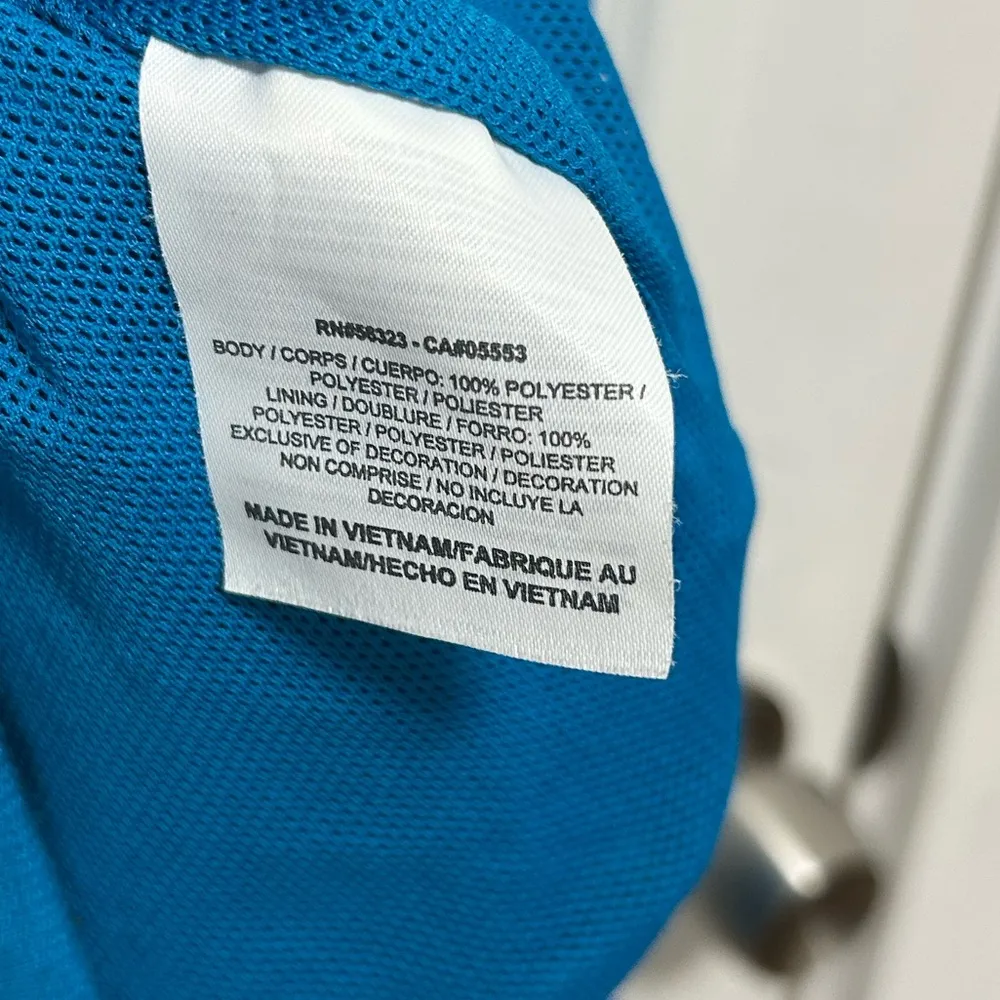 RN#56323 - CA#05553
BODY / CORPS / CUERPO: 100% POLYESTER /
POLYESTER / POLIESTER
LINING / DOUBLURE / FORRO: 100%
POLYESTER / POLYESTER / POLIESTER
EXCLUSIVE OF DECORATION / DECORATION
NON COMPRISE / NO INCLUYE LA
DECORACION
MADE IN VIETNAM/FABRIQUE AU
VIETNAM/HECHO EN VIETNAM